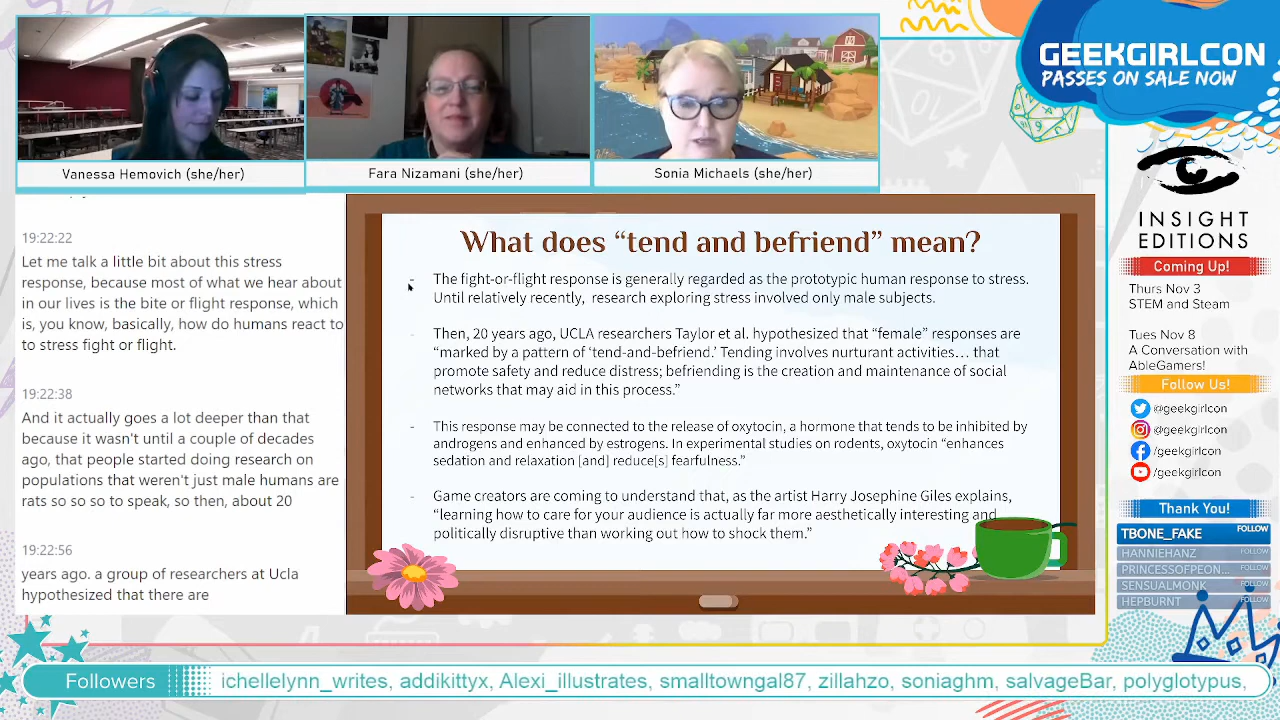 GEEKGIRLCON
PASSES ON SALE NOW
Vanessa Hemovich (she/her)
Fara Nizamani (she/her)
Sonia Michaels (she/her)
19:22:22
Let me talk a little bit about this stress
response, because most of what we hear about
in our lives is the bite or flight response, which
is, you know, basically, how do humans react to
to stress fight or flight.
19:22:38
And it actually goes a lot deeper than that
because it wasn't until a couple of decades
ago, that people started doing research on
populations that weren't just male humans are
rats so so so to speak, so then, about 20
19:22:56
years ago. a group of researchers at Ucla
hypothesized that there are
What does “tend and befriend” mean?
- The fight-or-flight response is generally regarded as the prototypic human response to stress.
Until relatively recently, research exploring stress involved only male subjects.
- Then, 20 years ago, UCLA researchers Taylor et al. hypothesized that “female” responses are
“marked by a pattern of ‘tend-and-befriend.’ Tending involves nurturant activities… that
promote safety and reduce distress; befriending is the creation and maintenance of social
networks that may aid in this process.”
- This response may be connected to the release of oxytocin, a hormone that tends to be inhibited by
androgens and enhanced by estrogens. In experimental studies on rodents, oxytocin “enhances
sedation and relaxation [and] reduce[s] fearfulness.”
- Game creators are coming to understand that, as the artist Harry Josephine Giles explains,
“learning how to care for your audience is actually far more aesthetically interesting and
politically disruptive than working out how to shock them.”
INSIGHT
EDITIONS
Coming Up!
Thurs Nov 3
STEM and Steam
Tues Nov 8
A Conversation with
AbleGamers!
Follow Us!
@geekgirlcon
@geekgirlcon
/geekgirlcon
/geekgirlcon
Thank You!
TBONE_FAKE FOLLOW
HANNIEHANZ FOLLOW
PRINCESSOFPEON... FOLLOW
SENSUALMONK FOLLOW
HEPBURNT FOLLOW
Followers
ichellelynn_writes, addikittyx, Alexi_illustrates, smalltowngal87, zillahzo, soniaghm, salvageBar, polyglotypus,